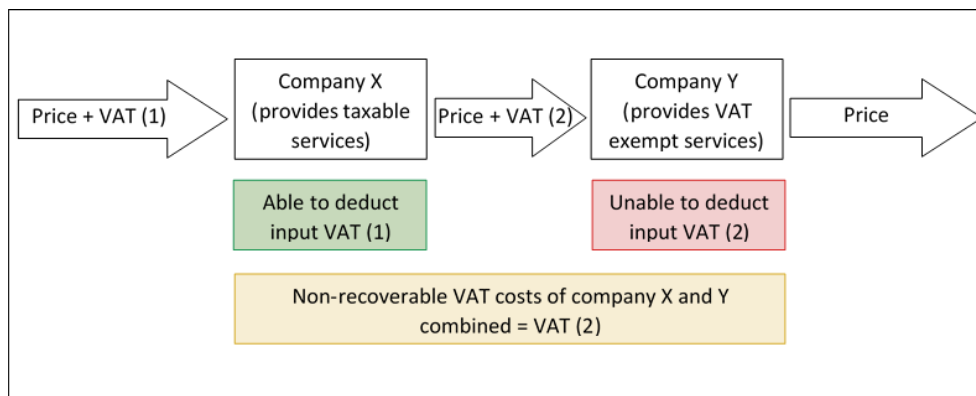 Price + VAT (1)
Company X
(provides taxable
services)
Price + VAT (2)
Company Y
(provides VAT
exempt services)
Price
Able to deduct
input VAT (1)
Unable to deduct
input VAT (2)
Non-recoverable VAT costs of company X and Y
combined = VAT (2)